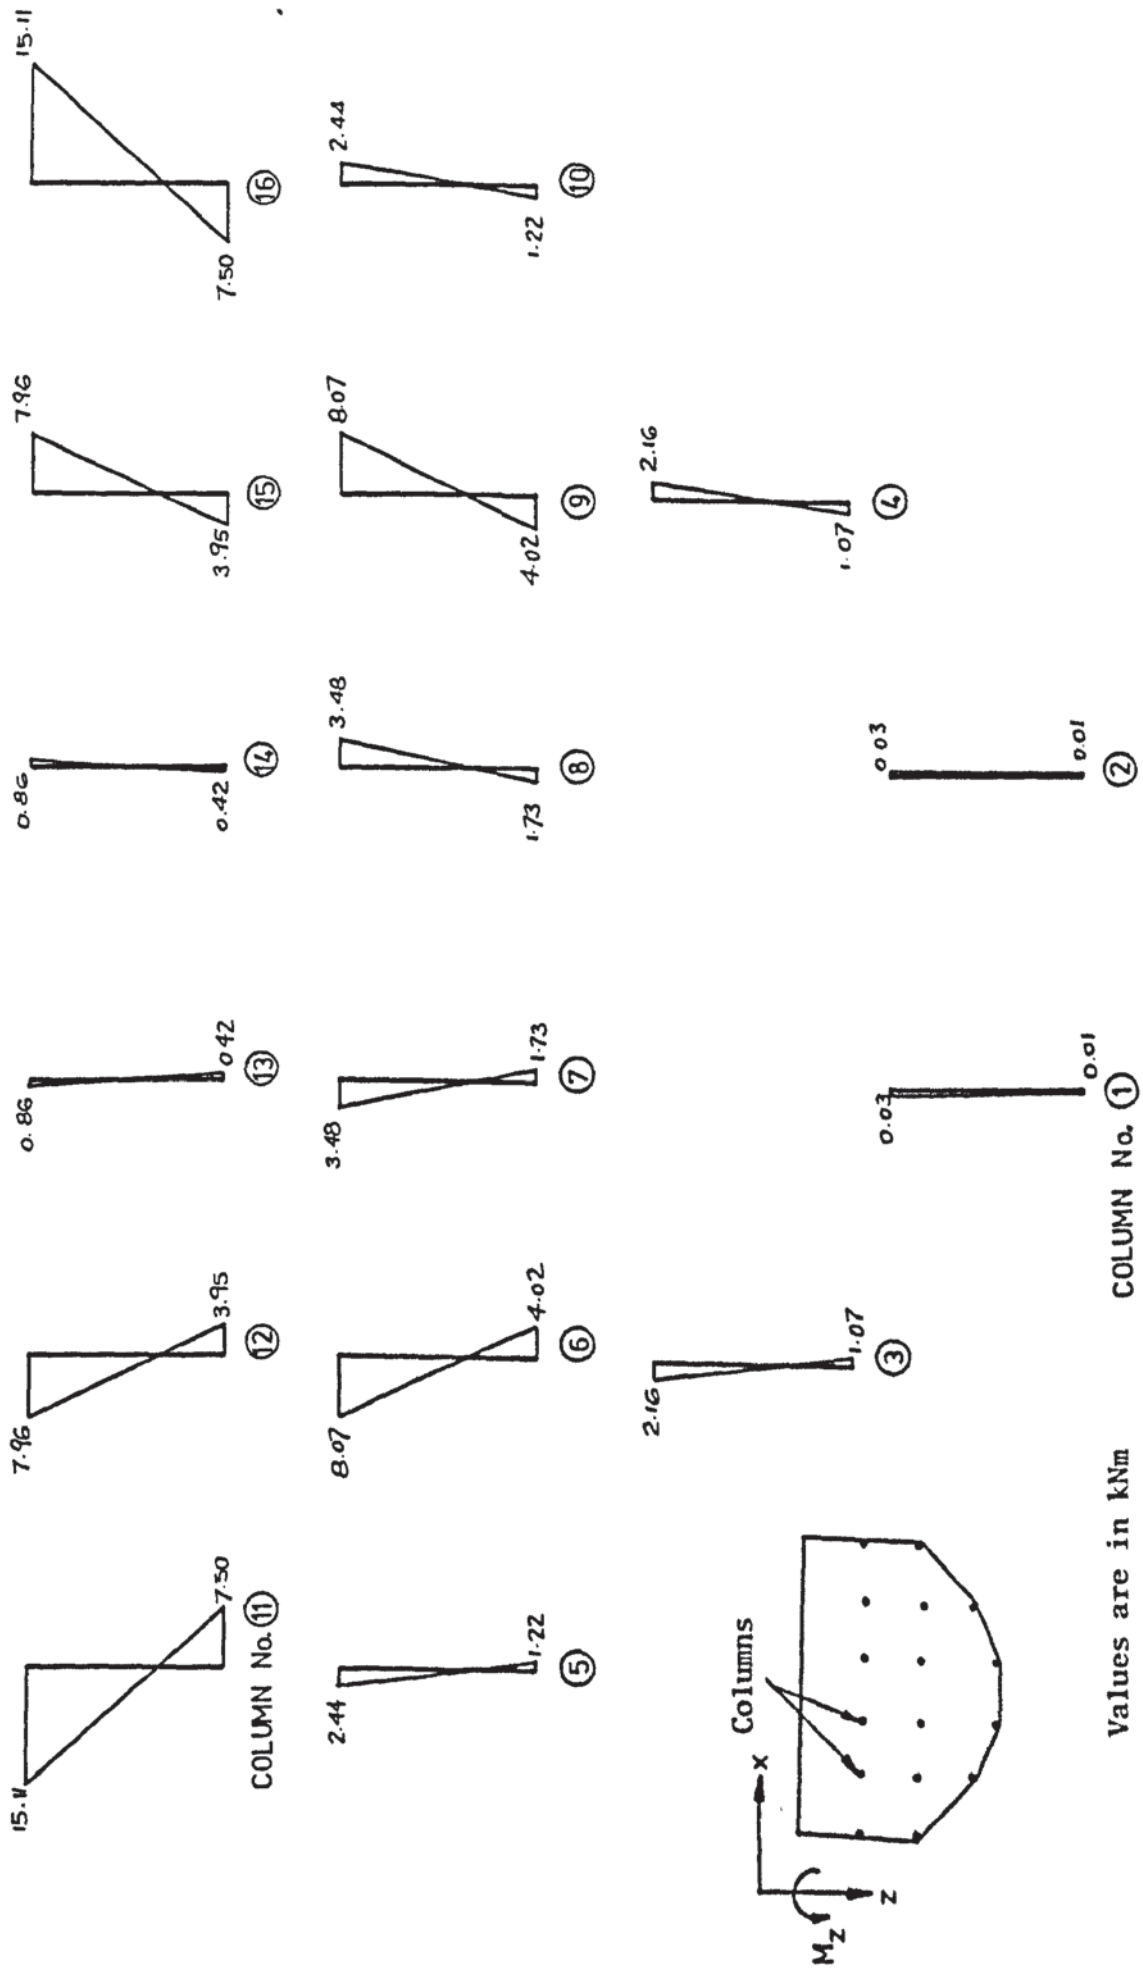 15.11 7.96 0.86 0.86 7.96 15.11
7.50 3.95 0.42 0.42 3.95 7.50
COLUMN No. 11 12 13 14 15 16
2.44 8.07 3.48 3.48 8.07 2.44
1.22 4.02 1.73 1.73 4.02 1.22
5 6 7 8 9 10
2.16 2.16
1.07 1.07
3 4
Columns
x
Mz
z
0.03 0.03
0.01 0.01
COLUMN No. 1 2
Values are in kNm